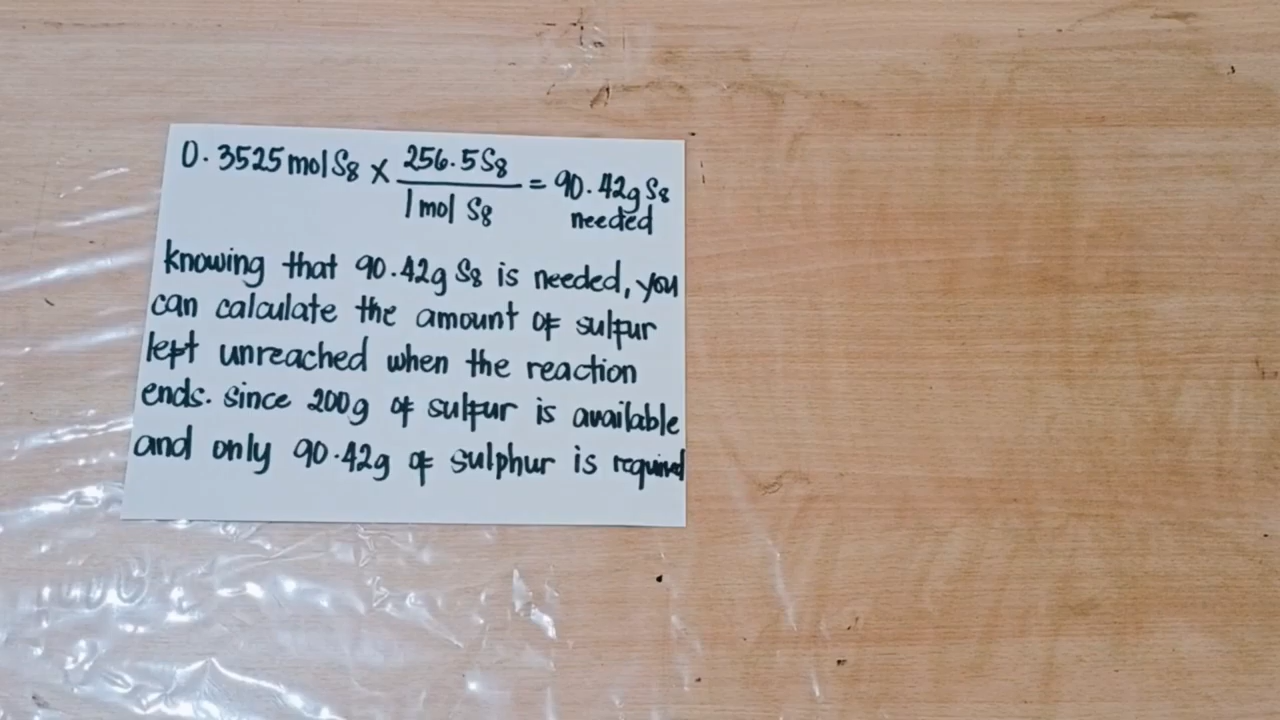 0.3525 mol S8 × 256.5 S8 / 1 mol S8 = 90.42g S8
needed
knowing that 90.42g S8 is needed, you
can calculate the amount of sulfur
left unreached when the reaction
ends. since 200g of sulfur is available
and only 90.42g of sulphur is required